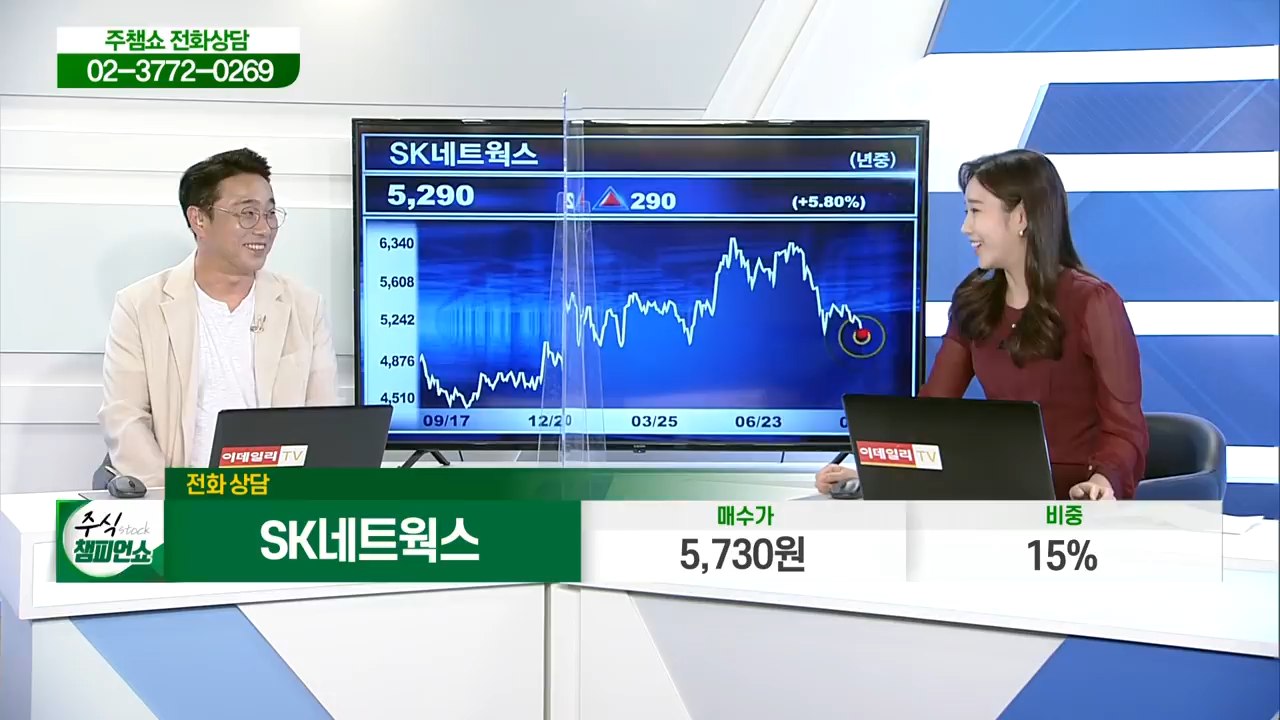 주챔쇼 전화상담
02-3772-0269
SK네트웍스
(년중)
5,290
290
(+5.80%)
6,340
5,608
5,242
4,876
4,510
09/17
12/20
03/25
06/23
이데일리 TV
이데일리 TV
전화 상담
주식 stock
챔피언쇼
SK네트웍스
매수가
5,730원
비중
15%